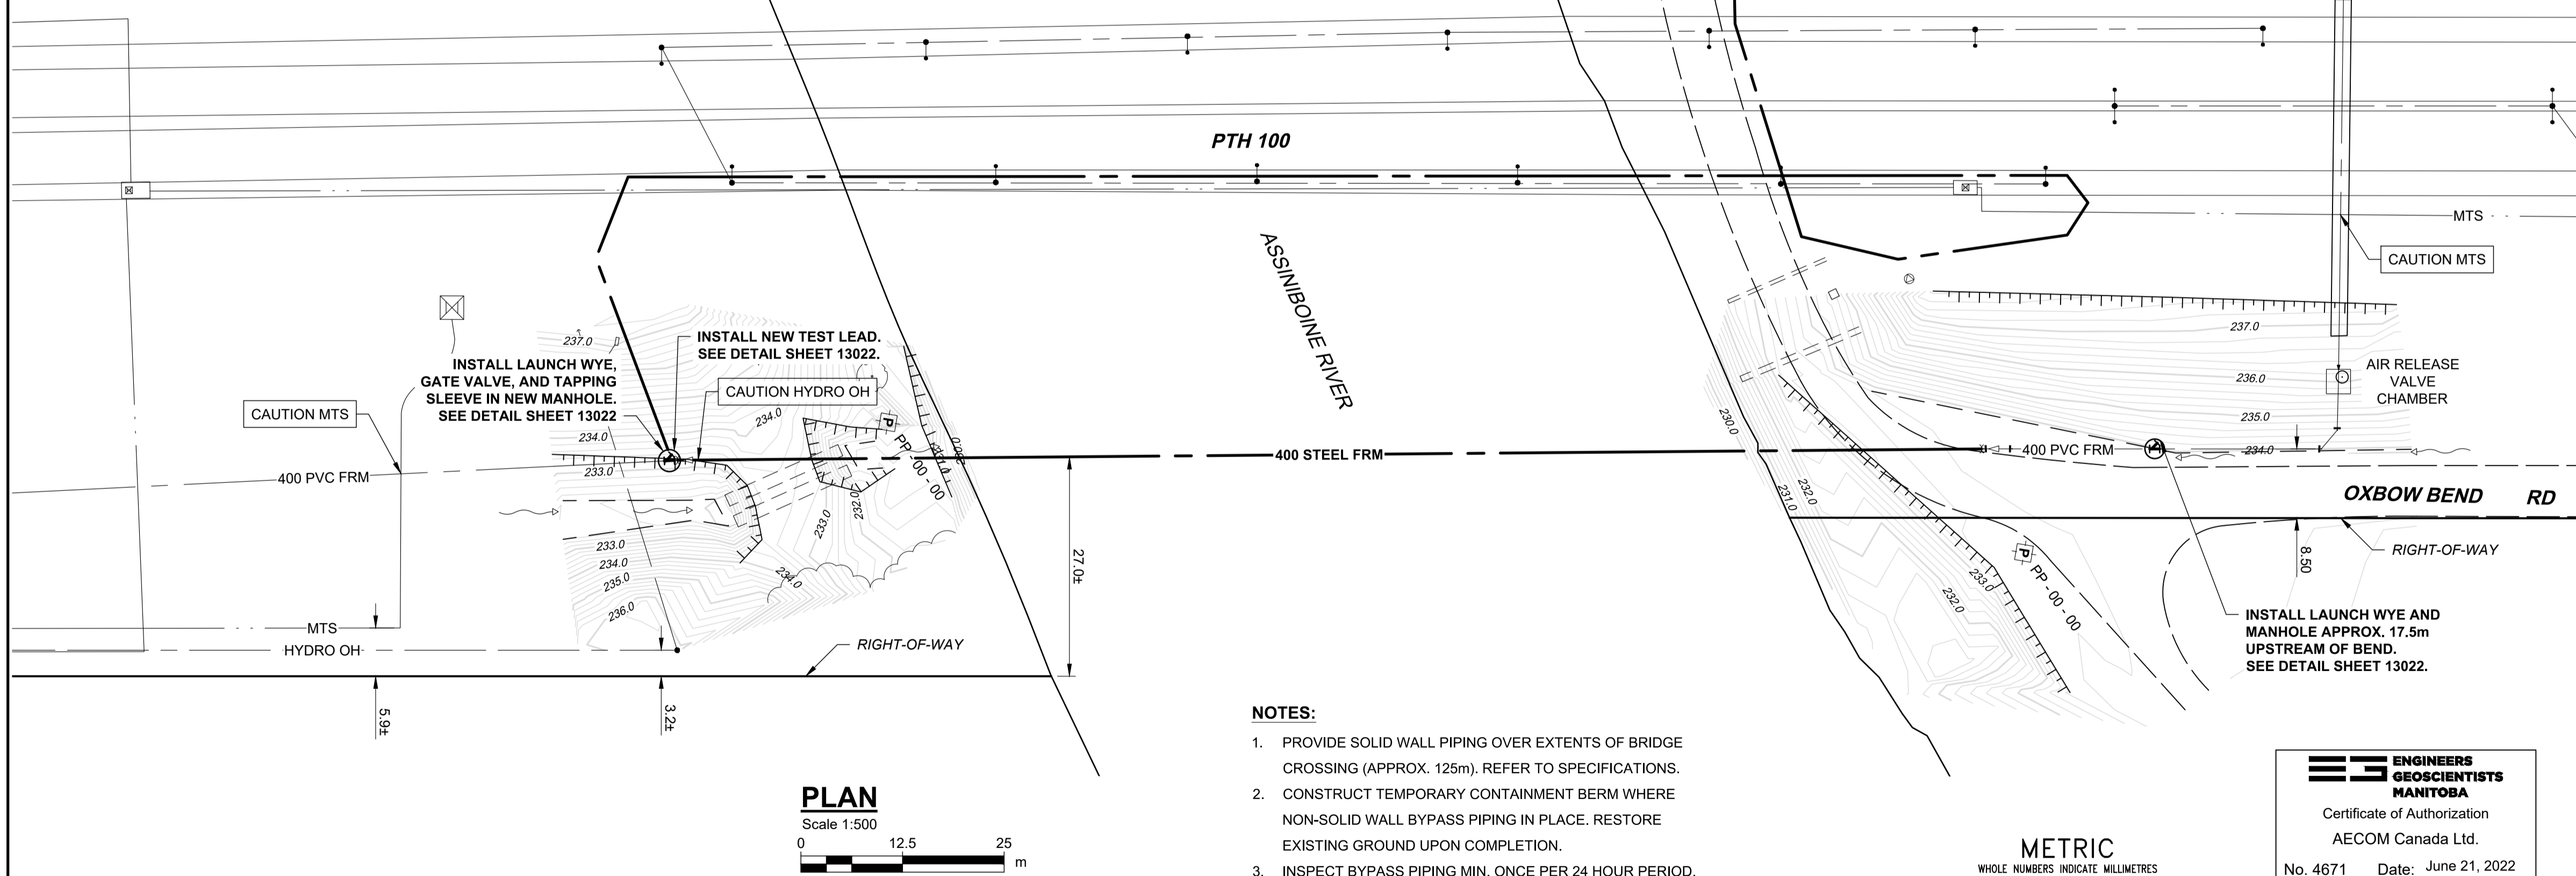 PTH 100
MTS
CAUTION MTS
ASSINIBOINE RIVER
237.0
INSTALL NEW TEST LEAD.
SEE DETAIL SHEET 13022.
INSTALL LAUNCH WYE,
GATE VALVE, AND TAPPING
SLEEVE IN NEW MANHOLE.
SEE DETAIL SHEET 13022
CAUTION HYDRO OH
CAUTION MTS
234.0
234.0
233.0
400 PVC FRM
P
PP - 00 - 00
231.0
230.0
232.0
233.0
400 STEEL FRM
230.0
231.0
232.0
400 PVC FRM
237.0
236.0
235.0
234.0
AIR RELEASE
VALVE
CHAMBER
OXBOW BEND RD
RIGHT-OF-WAY
8.50
P
PP - 00 - 00
233.0
232.0
INSTALL LAUNCH WYE AND
MANHOLE APPROX. 17.5m
UPSTREAM OF BEND.
SEE DETAIL SHEET 13022.
233.0
234.0
235.0
236.0
234.0
27.0±
MTS
HYDRO OH
RIGHT-OF-WAY
5.9±
3.2±
PLAN
Scale 1:500
0 12.5 25
m
NOTES:
1. PROVIDE SOLID WALL PIPING OVER EXTENTS OF BRIDGE
CROSSING (APPROX. 125m). REFER TO SPECIFICATIONS.
2. CONSTRUCT TEMPORARY CONTAINMENT BERM WHERE
NON-SOLID WALL BYPASS PIPING IN PLACE. RESTORE
EXISTING GROUND UPON COMPLETION.
3. INSPECT BYPASS PIPING MIN. ONCE PER 24 HOUR PERIOD.
METRIC
WHOLE NUMBERS INDICATE MILLIMETRES
ENGINEERS
GEOSCIENTISTS
MANITOBA
Certificate of Authorization
AECOM Canada Ltd.
No. 4671 Date: June 21, 2022